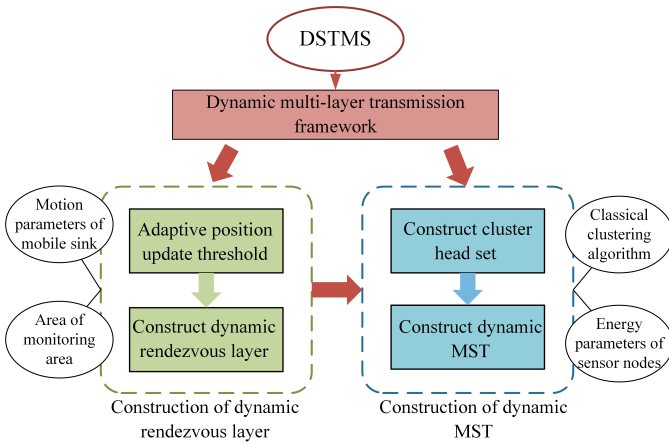 DSTMS
Dynamic multi-layer transmission
framework
Motion
parameters of
mobile sink
Area of
monitoring
area
Adaptive position
update threshold
Construct dynamic
rendezvous layer
Construction of dynamic
rendezvous layer
Construct cluster
head set
Construct dynamic
MST
Construction of dynamic
MST
Classical
clustering
algorithm
Energy
parameters of
sensor nodes